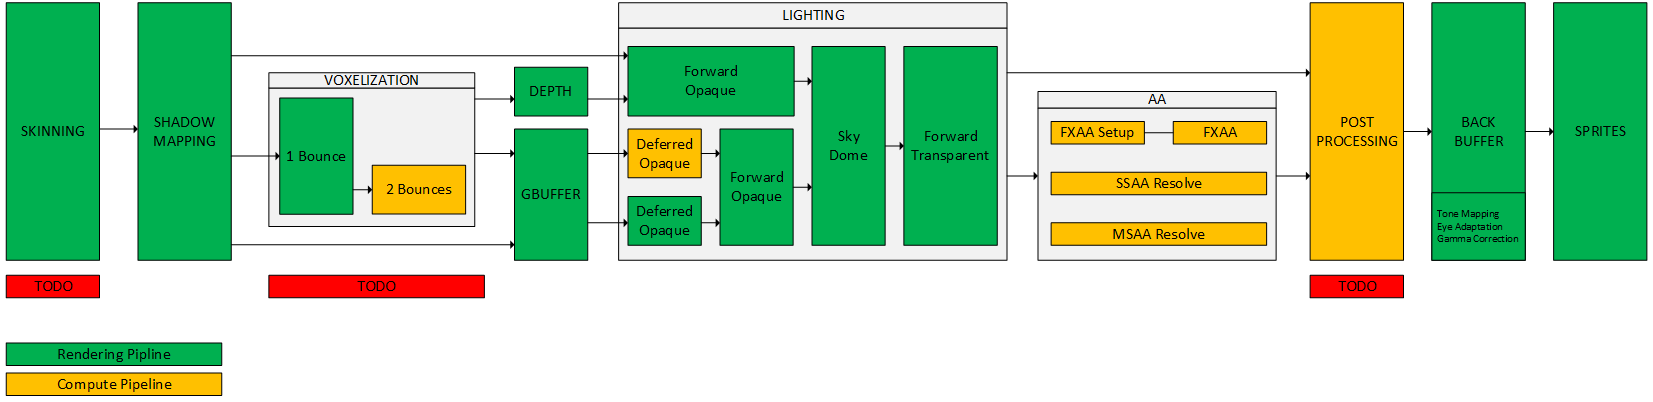 SKINNING
SHADOW
MAPPING
VOXELIZATION
1 Bounce
2 Bounces
DEPTH
GBUFFER
LIGHTING
Forward
Opaque
Deferred
Opaque
Deferred
Opaque
Forward
Opaque
Sky
Dome
Forward
Transparent
AA
FXAA Setup
FXAA
SSAA Resolve
MSAA Resolve
POST
PROCESSING
BACK
BUFFER
Tone Mapping
Eye Adaptation
Gamma Correction
SPRITES
TODO
TODO
TODO
Rendering Pipline
Compute Pipeline